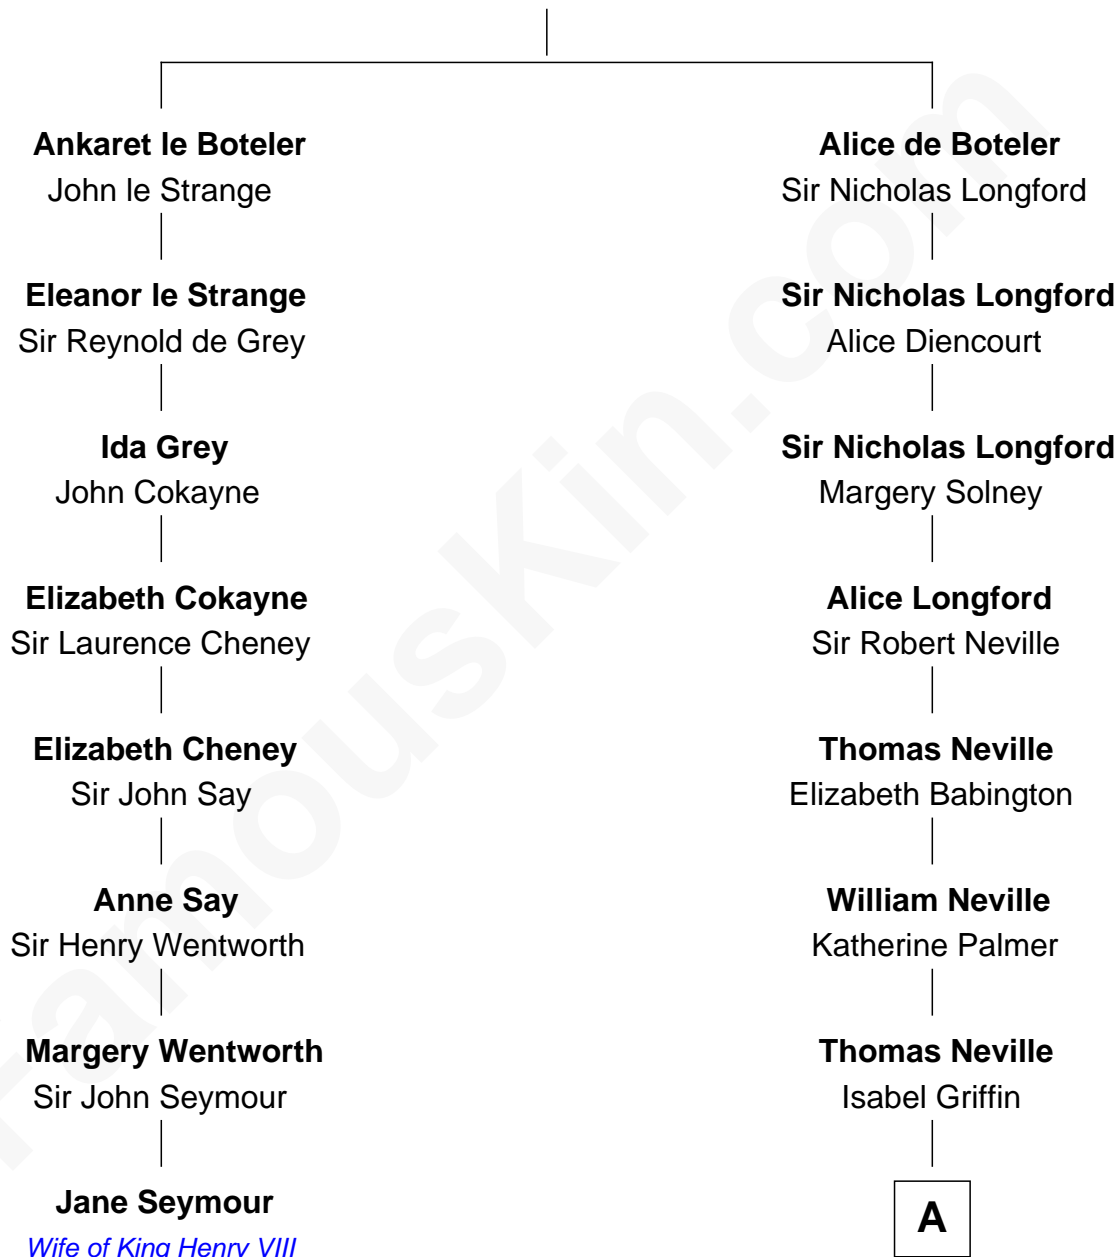 Ankaret le Boteler
John le Strange
Eleanor le Strange
Sir Reynold de Grey
Ida Grey
John Cokayne
Elizabeth Cokayne
Sir Laurence Cheney
Elizabeth Cheney
Sir John Say
Anne Say
Sir Henry Wentworth
Margery Wentworth
Sir John Seymour
Jane Seymour
Wife of King Henry VIII
Alice de Boteler
Sir Nicholas Longford
Sir Nicholas Longford
Alice Diencourt
Sir Nicholas Longford
Margery Solney
Alice Longford
Sir Robert Neville
Thomas Neville
Elizabeth Babington
William Neville
Katherine Palmer
Thomas Neville
Isabel Griffin
A
FamousKin.com